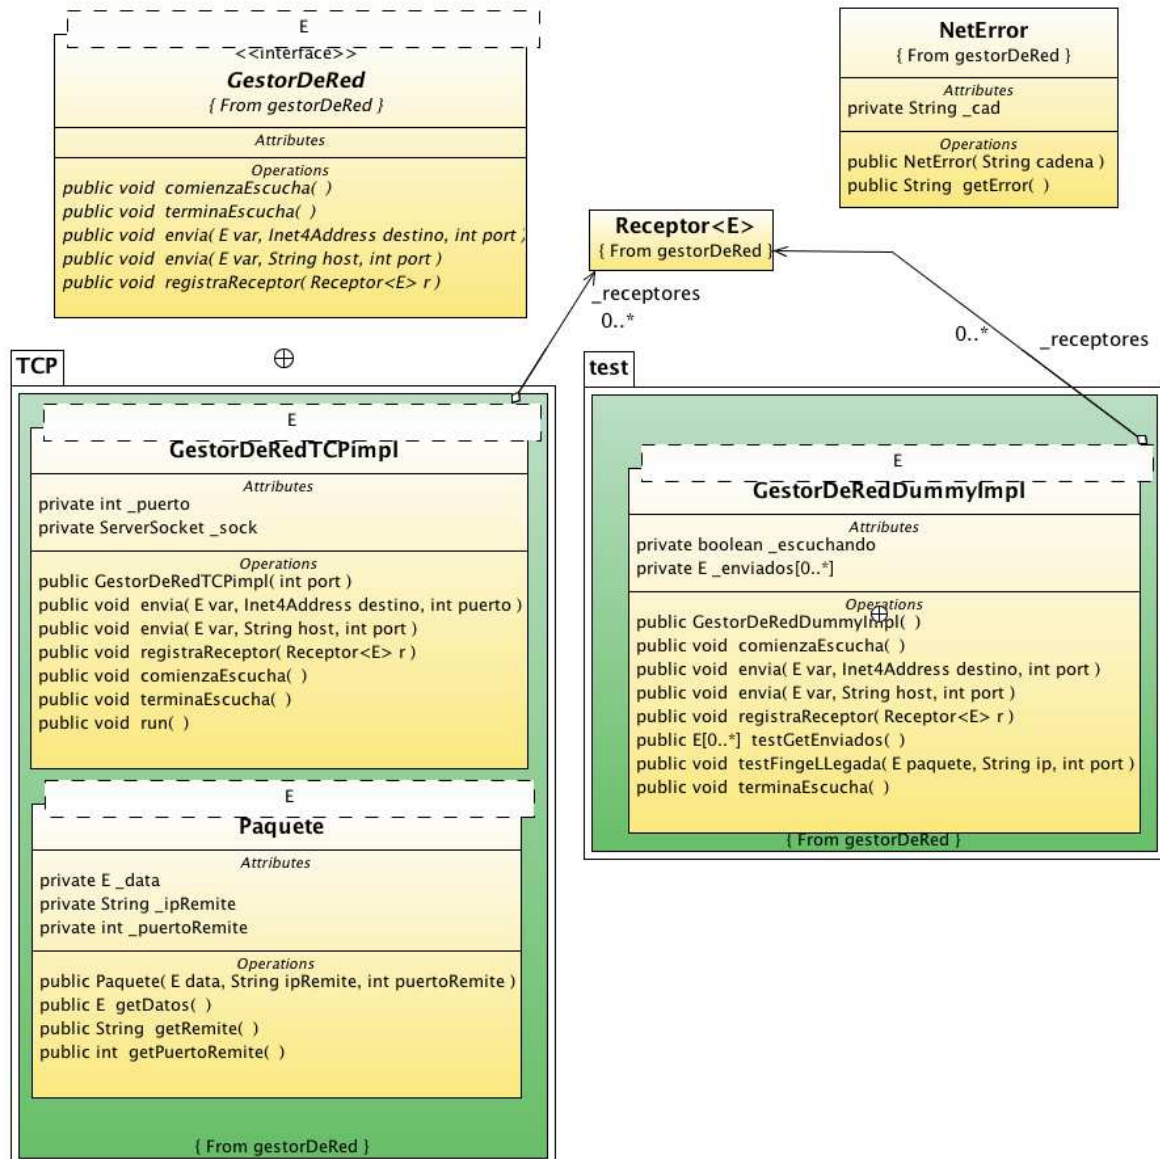 E
<<interface>>
GestorDeRed
{ From gestorDeRed }
Attributes
Operations
public void comienzaEscucha( )
public void terminaEscucha( )
public void envia( E var, Inet4Address destino, int port )
public void envia( E var, String host, int port )
public void registraReceptor( Receptor<E> r )
NetError
{ From gestorDeRed }
Attributes
private String _cad
Operations
public NetError( String cadena )
public String getError( )
Receptor<E>
{ From gestorDeRed }
_receptores
0..*
0..*
_receptores
TCP
E
GestorDeRedTCPimpl
Attributes
private int _puerto
private ServerSocket _sock
Operations
public GestorDeRedTCPimpl( int port )
public void envia( E var, Inet4Address destino, int puerto )
public void envia( E var, String host, int port )
public void registraReceptor( Receptor<E> r )
public void comienzaEscucha( )
public void terminaEscucha( )
public void run( )
E
Paquete
Attributes
private E _data
private String _ipRemite
private int _puertoRemite
Operations
public Paquete( E data, String ipRemite, int puertoRemite )
public E getDatos( )
public String getRemite( )
public int getPuertoRemite( )
{ From gestorDeRed }
test
E
GestorDeRedDummyImpl
Attributes
private boolean _escuchando
private E _enviados[0..*]
Operations
public GestorDeRedDummyImpl( )
public void comienzaEscucha( )
public void envia( E var, Inet4Address destino, int port )
public void envia( E var, String host, int port )
public void registraReceptor( Receptor<E> r )
public E[0..*] testGetEnviados( )
public void testFingeLLegada( E paquete, String ip, int port )
public void terminaEscucha( )
{ From gestorDeRed }